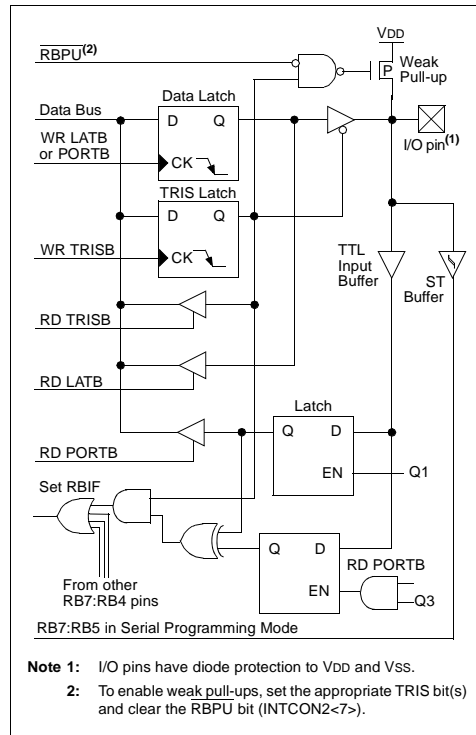 VDD
RBPU(2)
P
Weak
Pull-up
Data Bus
Data Latch
D
Q
WR LATB
or PORTB
CK
I/O pin(1)
TRIS Latch
D
Q
WR TRISB
CK
TTL
Input
Buffer
ST
Buffer
RD TRISB
RD LATB
Latch
Q
D
RD PORTB
EN
Q1
Set RBIF
Q
D
RD PORTB
EN
Q3
From other
RB7:RB4 pins
RB7:RB5 in Serial Programming Mode
Note 1: I/O pins have diode protection to VDD and VSS.
2: To enable weak pull-ups, set the appropriate TRIS bit(s)
and clear the RBPU bit (INTCON2<7>).